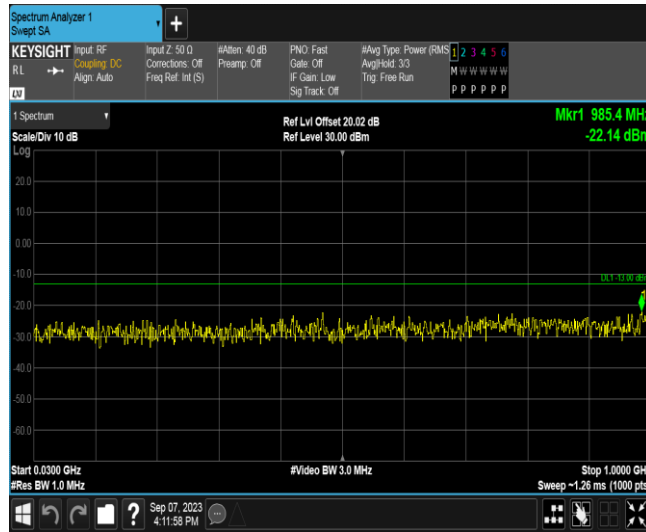 Spectrum Analyzer 1
Swept SA
+
KEYSIGHT
RL
LXI
Input: RF
Coupling: DC
Align: Auto
Input Z: 50 Ω
Corrections: Off
Freq Ref: Int (S)
#Atten: 40 dB
Preamp: Off
PNO: Fast
Gate: Off
IF Gain: Low
Sig Track: Off
#Avg Type: Power (RMS
Avg|Hold: 3/3
Trig: Free Run
1 2 3 4 5 6
M W W W W W
P P P P P P
1 Spectrum
Scale/Div 10 dB
Log
Ref Lvl Offset 20.02 dB
Ref Level 30.00 dBm
Mkr1 985.4 MHz
-22.14 dBm
20.0
10.0
0.00
-10.0
DL1 -13.00 dBm
-20.0
-30.0
-40.0
-50.0
-60.0
Start 0.0300 GHz
#Res BW 1.0 MHz
#Video BW 3.0 MHz
Stop 1.0000 GH
Sweep ~1.26 ms (1000 pts
?
Sep 07, 2023
4:11:58 PM